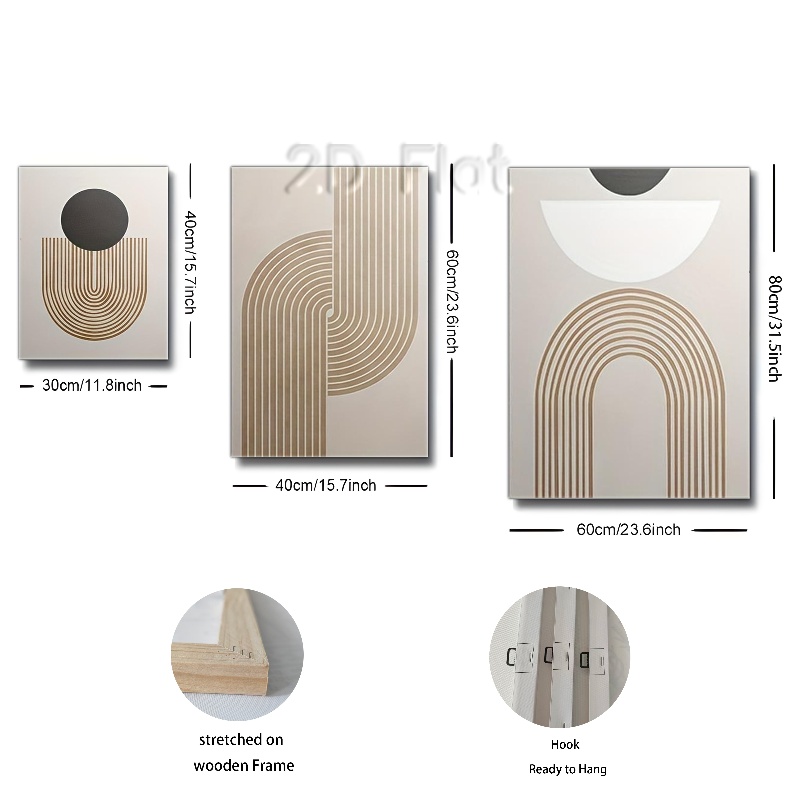 2D Flat
40cm/15.7inch
30cm/11.8inch
60cm/23.6inch
40cm/15.7inch
80cm/31.5inch
60cm/23.6inch
stretched on
wooden Frame
Hook
Ready to Hang